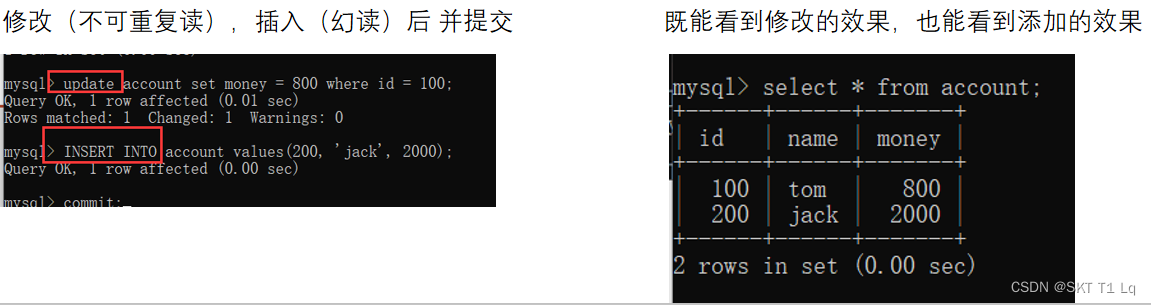 修改（不可重复读），插入（幻读）后 并提交
既能看到修改的效果，也能看到添加的效果
mysql> update account set money = 800 where id = 100;
Query OK, 1 row affected (0.01 sec)
Rows matched: 1  Changed: 1  Warnings: 0
mysql> INSERT INTO account values(200, 'jack', 2000);
Query OK, 1 row affected (0.00 sec)
mysql> commit;
mysql> select * from account;
+------+------+-------+
| id   | name | money |
+------+------+-------+
|  100 | tom  |   800 |
|  200 | jack |  2000 |
+------+------+-------+
2 rows in set (0.00 sec)
CSDN @SKT T1 Lq